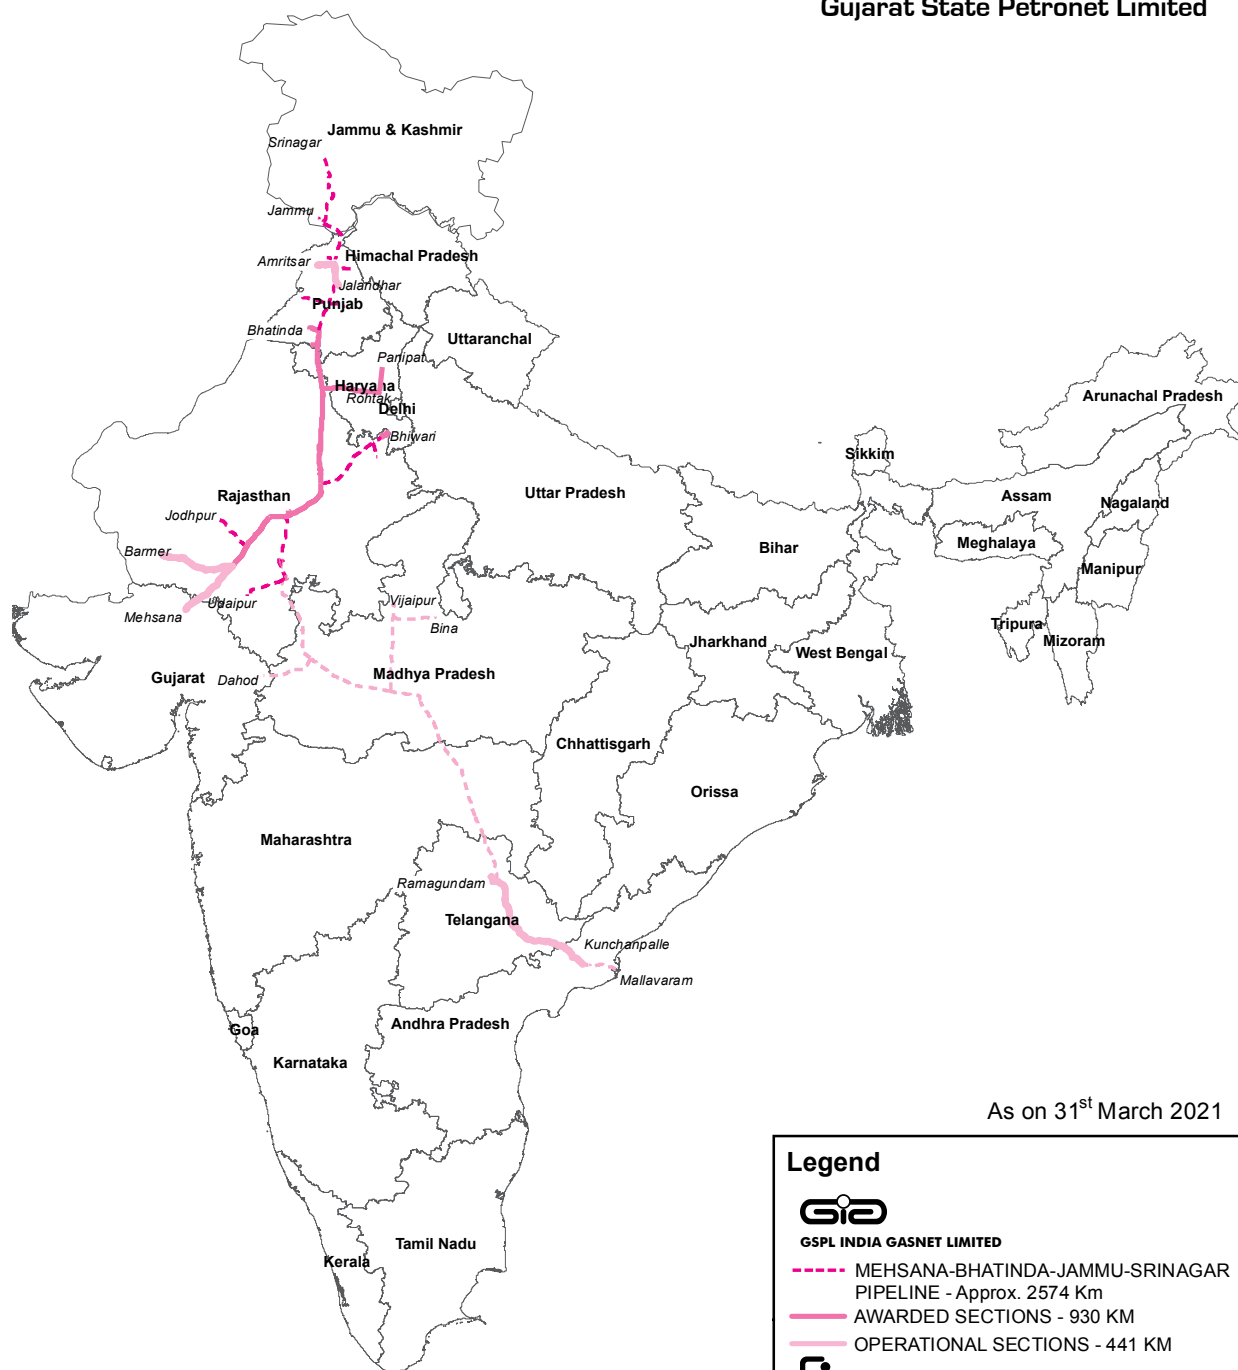 Gujarat State Petronet Limited
Jammu & Kashmir
Srinagar
Jammu
Himachal Pradesh
Amritsar
Jalandhar
Punjab
Bhatinda
Uttaranchal
Panipat
Haryana
Rohtak
Delhi
Bhiwari
Arunachal Pradesh
Sikkim
Rajasthan
Uttar Pradesh
Assam
Nagaland
Jodhpur
Meghalaya
Bihar
Barmer
Manipur
Udaipur
Vijaipur
Mehsana
Bina
Tripura
Mizoram
Jharkhand
West Bengal
Gujarat
Dahod
Madhya Pradesh
Chhattisgarh
Orissa
Maharashtra
Ramagundam
Telangana
Kunchanpalle
Mallavaram
Goa
Andhra Pradesh
Karnataka
Tamil Nadu
Kerala
As on 31st March 2021
Legend
GIGL
GSPL INDIA GASNET LIMITED
MEHSANA-BHATINDA-JAMMU-SRINAGAR
PIPELINE - Approx. 2574 Km
AWARDED SECTIONS - 930 KM
OPERATIONAL SECTIONS - 441 KM